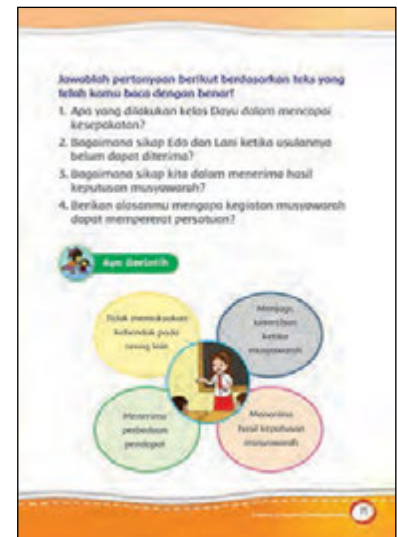 Jawablah pertanyaan berikut berdasarkan teks yang
telah kamu baca dengan benar!
1. Apa yang dilakukan kelas Dayu dalam mencapai
kesepakatan?
2. Bagaimana sikap Edo dan Lani ketika usulannya
belum dapat diterima?
3. Bagaimana sikap kita dalam menerima hasil
keputusan musyawarah?
4. Berikan alasanmu mengapa kegiatan musyawarah
dapat mempererat persatuan?
Ayo Berlatih
Tidak memaksakan
kehendak pada
orang lain
Menjaga
ketertiban
ketika
musyawarah
Menerima
perbedaan
pendapat
Menerima
hasil keputusan
musyawarah